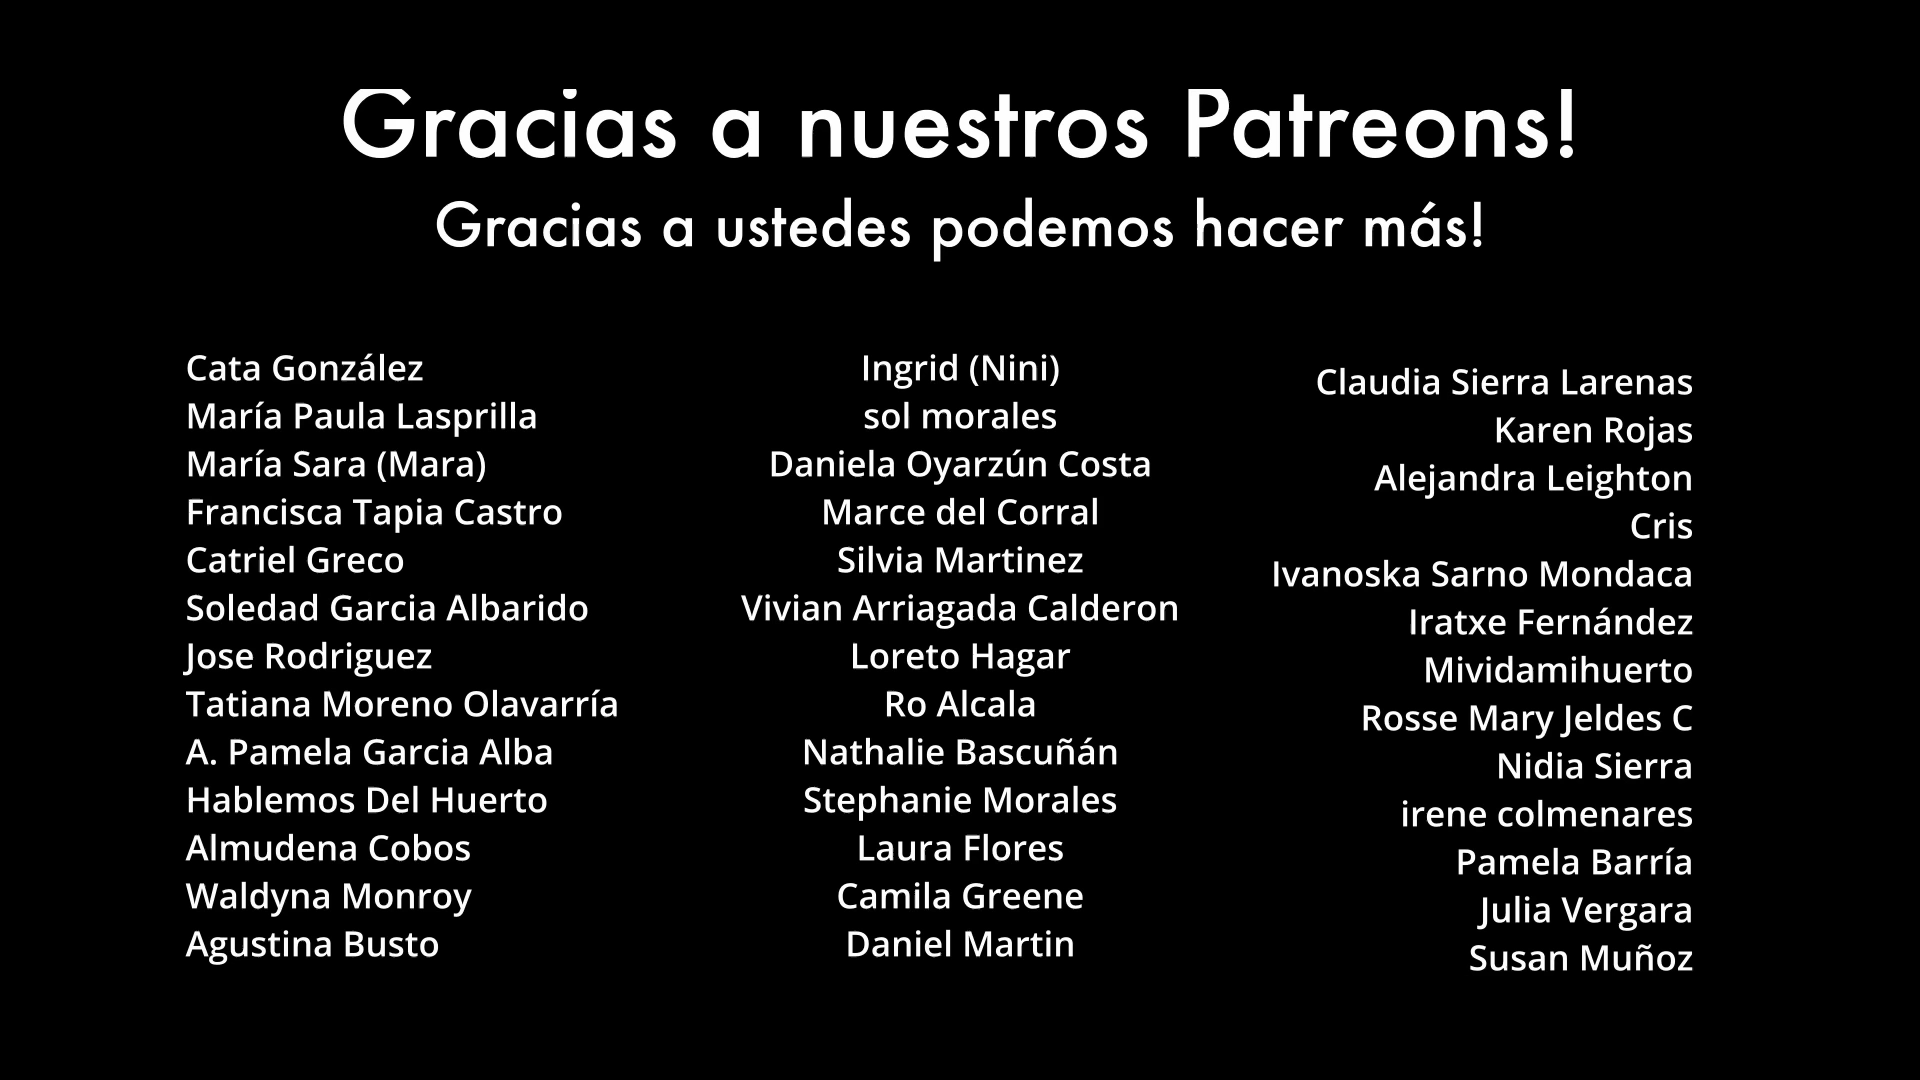 Gracias a nuestros Patreons!
Gracias a ustedes podemos hacer más!
Cata González
María Paula Lasprilla
María Sara (Mara)
Francisca Tapia Castro
Catriel Greco
Soledad Garcia Albarido
Jose Rodriguez
Tatiana Moreno Olavarría
A. Pamela Garcia Alba
Hablemos Del Huerto
Almudena Cobos
Waldyna Monroy
Agustina Busto
Ingrid (Nini)
sol morales
Daniela Oyarzún Costa
Marce del Corral
Silvia Martinez
Vivian Arriagada Calderon
Loreto Hagar
Ro Alcala
Nathalie Bascuñán
Stephanie Morales
Laura Flores
Camila Greene
Daniel Martin
Claudia Sierra Larenas
Karen Rojas
Alejandra Leighton
Cris
Ivanoska Sarno Mondaca
Iratxe Fernández
Mividamihuerto
Rosse Mary Jeldes C
Nidia Sierra
irene colmenares
Pamela Barría
Julia Vergara
Susan Muñoz